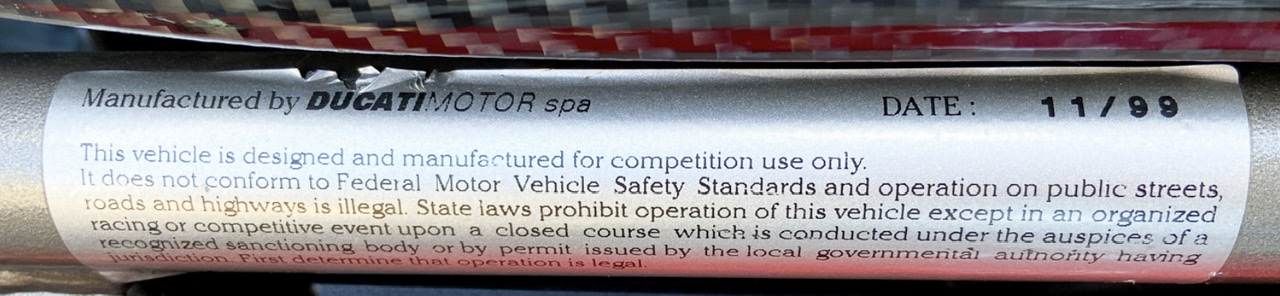 Manufactured by DUCATIMOTOR spa DATE: 11/99
This vehicle is designed and manufactured for competition use only.
It does not conform to Federal Motor Vehicle Safety Standards and operation on public streets,
roads and highways is illegal. State laws prohibit operation of this vehicle except in an organized
racing or competitive event upon a closed course which is conducted under the auspices of a
recognized sanctioning body or by permit issued by the local governmental authority having
jurisdiction. First determine that operation is legal.